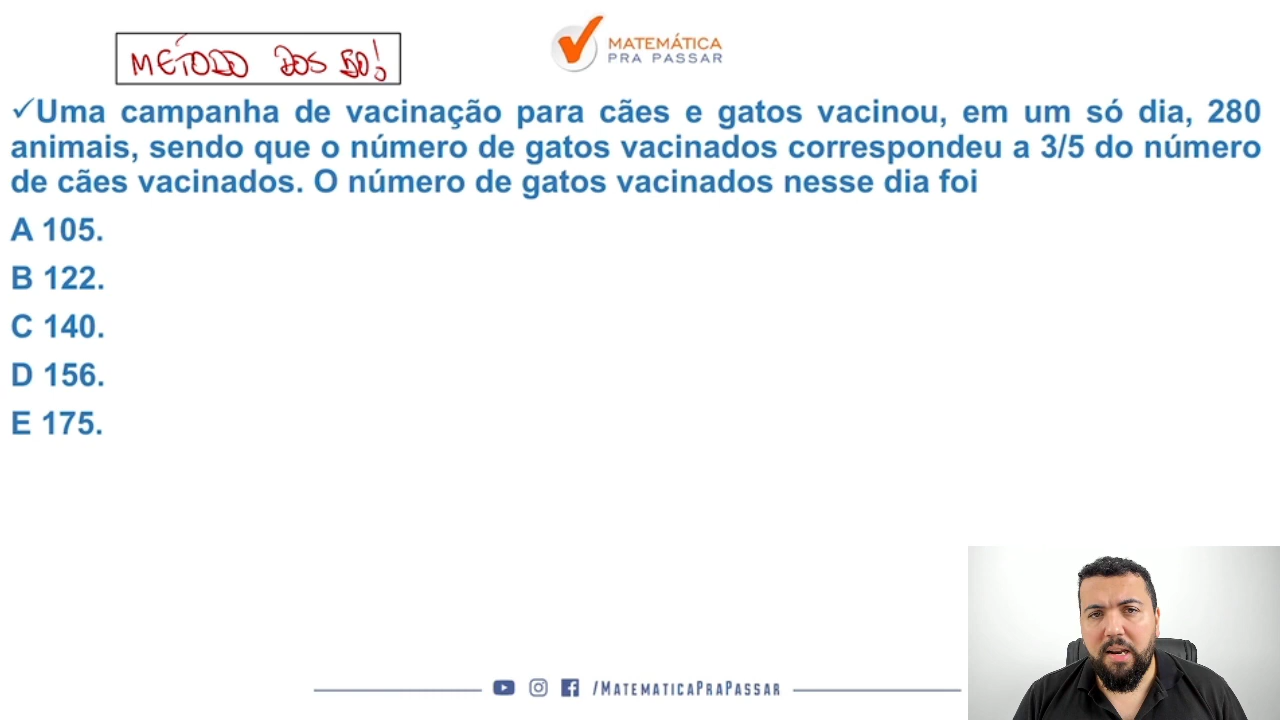 MÉTODO DOS 50!
MATEMÁTICA
PRA PASSAR
✓Uma campanha de vacinação para cães e gatos vacinou, em um só dia, 280
animais, sendo que o número de gatos vacinados correspondeu a 3/5 do número
de cães vacinados. O número de gatos vacinados nesse dia foi
A 105.
B 122.
C 140.
D 156.
E 175.
/MATEMATICAPRAPASSAR